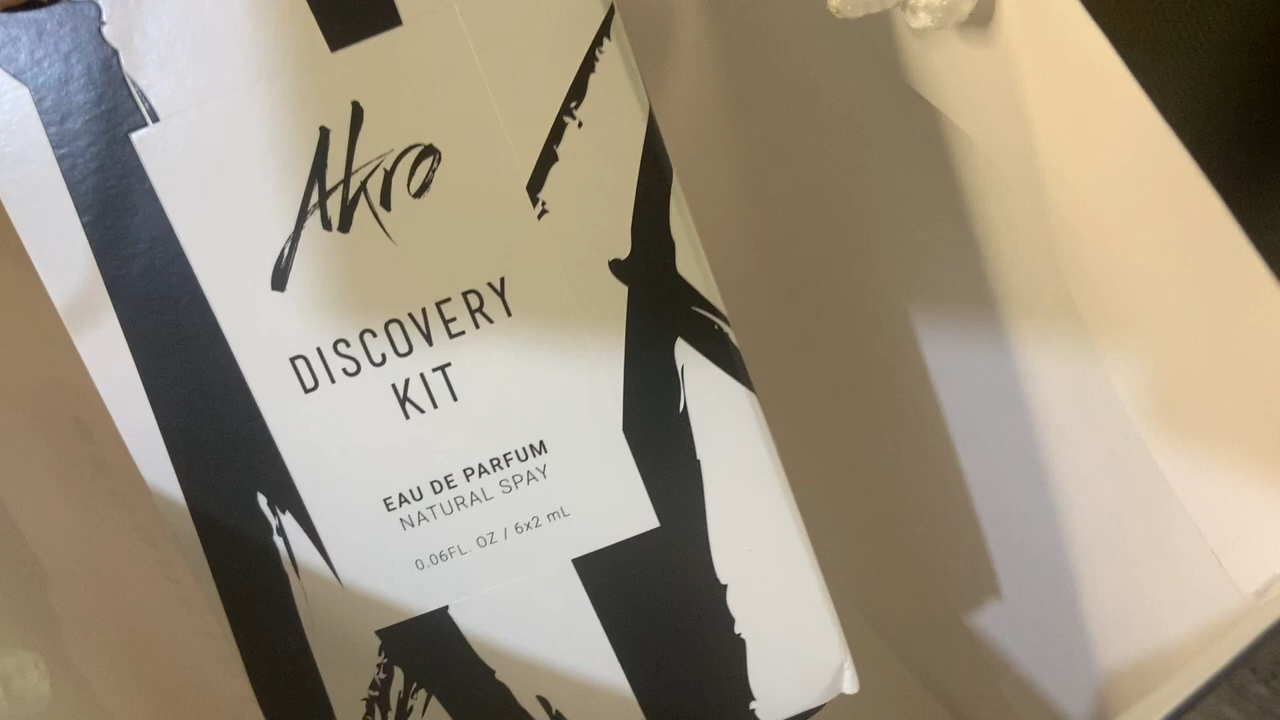 Akro
DISCOVERY
KIT
EAU DE PARFUM
NATURAL SPAY
0.06FL. OZ / 6x2 mL